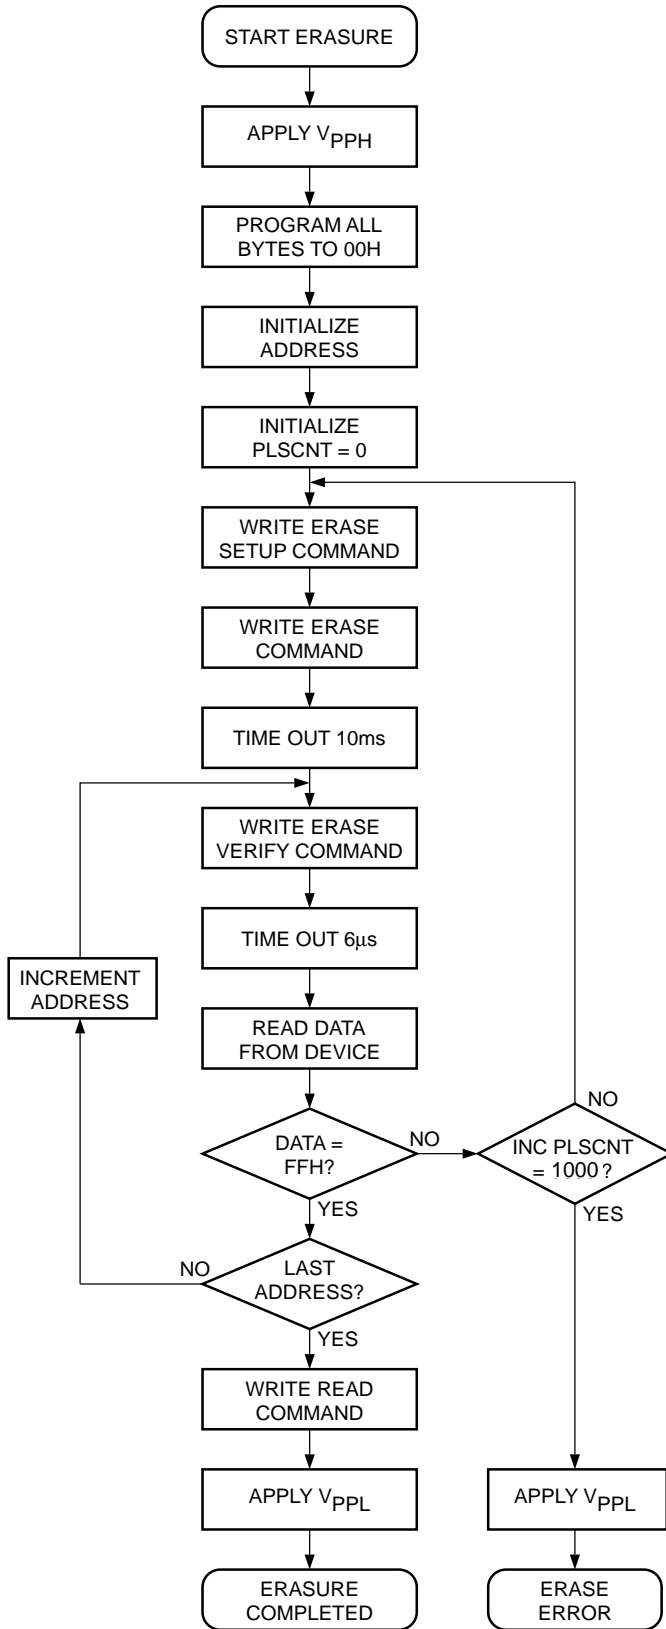 START ERASURE
APPLY VPPH
PROGRAM ALL
BYTES TO 00H
INITIALIZE
ADDRESS
INITIALIZE
PLSCNT = 0
WRITE ERASE
SETUP COMMAND
WRITE ERASE
COMMAND
TIME OUT 10ms
WRITE ERASE
VERIFY COMMAND
TIME OUT 6μs
INCREMENT
ADDRESS
READ DATA
FROM DEVICE
NO
DATA =
FFH?
NO
INC PLSCNT
= 1000 ?
YES
YES
NO
LAST
ADDRESS?
YES
WRITE READ
COMMAND
APPLY VPPL
APPLY VPPL
ERASURE
COMPLETED
ERASE
ERROR